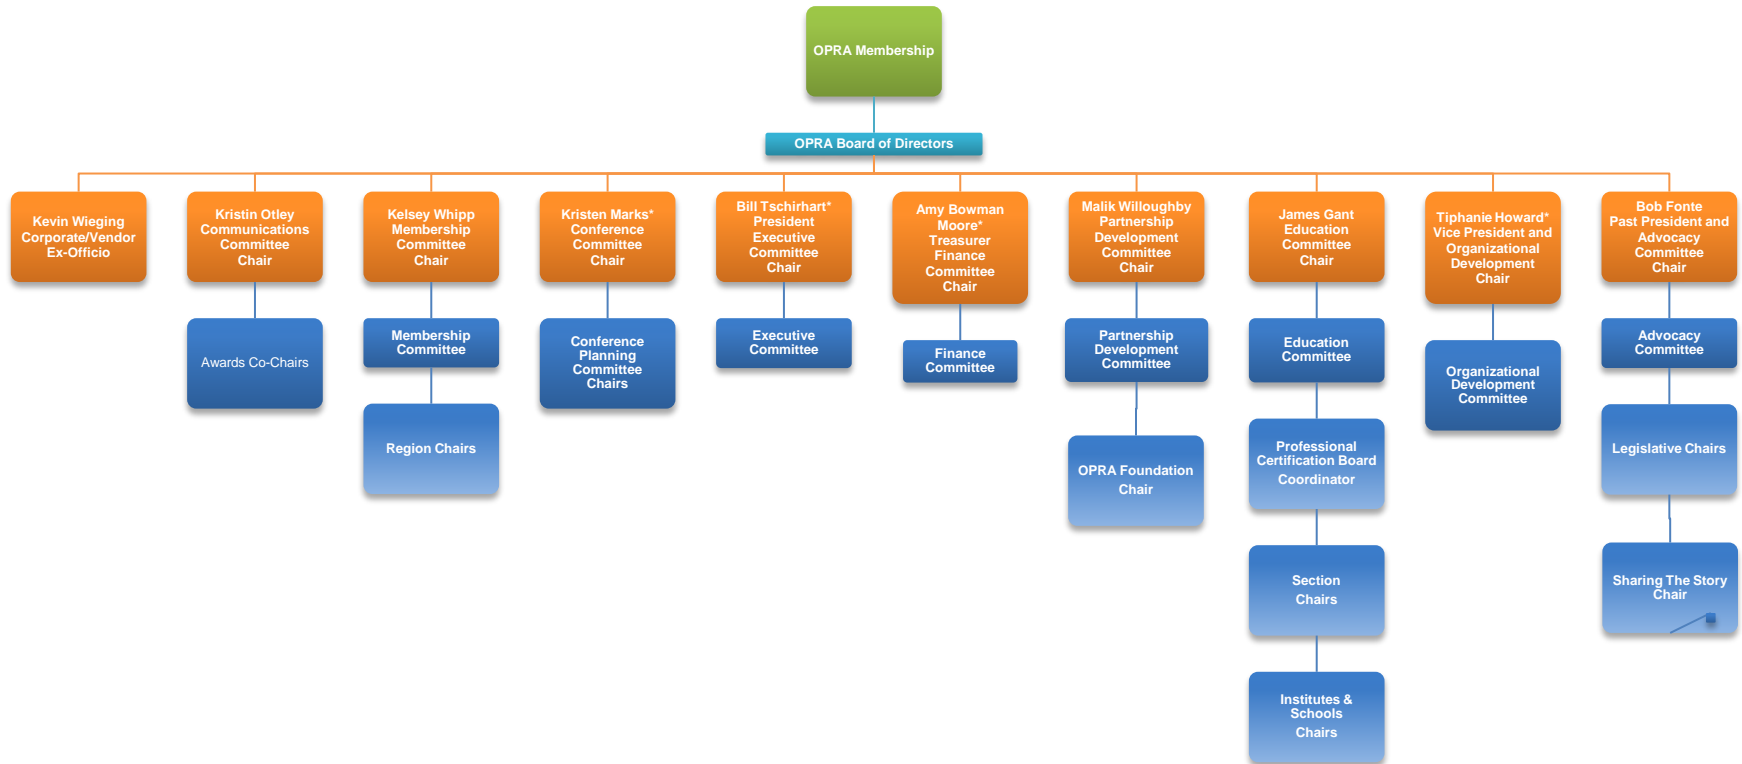 OPRA Membership
OPRA Board of Directors
Kevin Wieging
Corporate/Vendor
Ex-Officio
Kristin Otley
Communications
Committee
Chair
Kelsey Whipp
Membership
Committee
Chair
Kristen Marks*
Conference
Committee
Chair
Bill Tschirhart*
President
Executive
Committee
Chair
Amy Bowman
Moore*
Treasurer
Finance
Committee
Chair
Malik Willoughby
Partnership
Development
Committee
Chair
James Gant
Education
Committee
Chair
Tiphanie Howard*
Vice President and
Organizational
Development
Chair
Bob Fonte
Past President and
Advocacy
Committee
Chair
Awards Co-Chairs
Membership
Committee
Conference
Planning
Committee
Chairs
Executive
Committee
Finance
Committee
Partnership
Development
Committee
Education
Committee
Organizational
Development
Committee
Advocacy
Committee
Region Chairs
OPRA Foundation
Chair
Professional
Certification Board
Coordinator
Legislative Chairs
Section
Chairs
Sharing The Story
Chair
Institutes &
Schools
Chairs